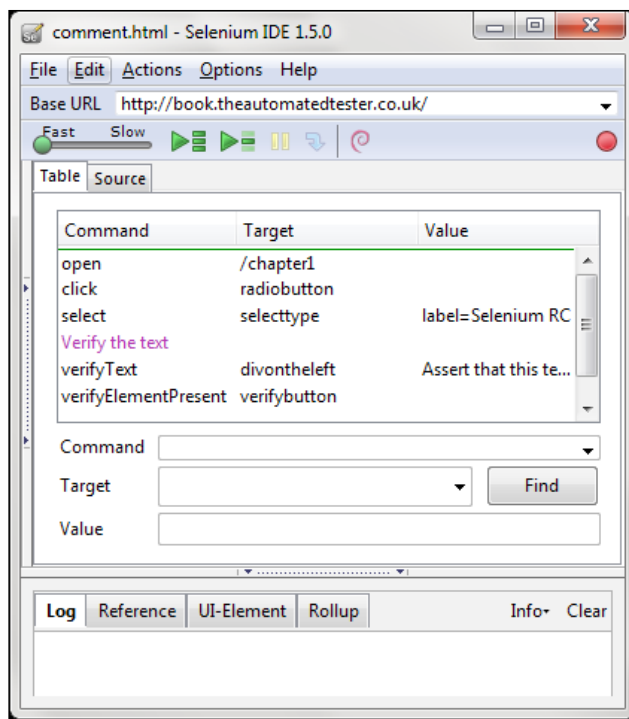 comment.html - Selenium IDE 1.5.0
File Edit Actions Options Help
Base URL http://book.theautomatedtester.co.uk/
Fast Slow
Table Source
Command Target Value
open /chapter1
click radiobutton
select selecttype label=Selenium RC
Verify the text
verifyText divontheleft Assert that this te...
verifyElementPresent verifybutton
Command
Target Find
Value
Log Reference UI-Element Rollup Info Clear